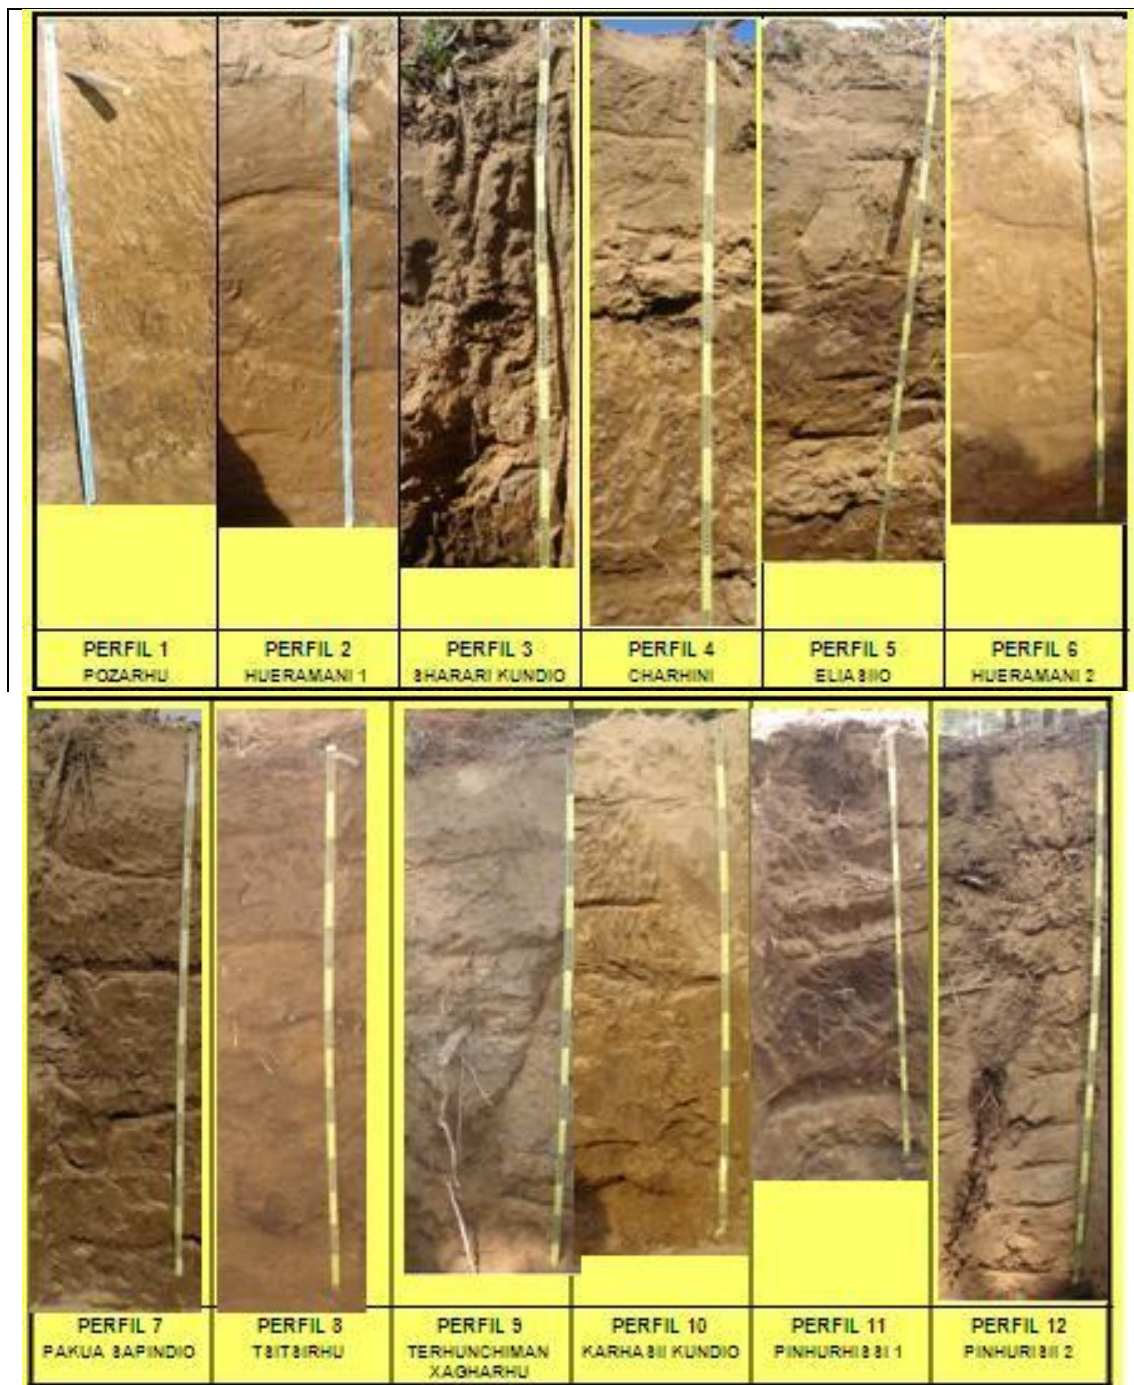 PERFIL 1
POZARHU
PERFIL 2
HUERAMANI 1
PERFIL 3
SHARARI KUNDIO
PERFIL 4
CHARHINI
PERFIL 5
ELIASIIO
PERFIL 6
HUERAMANI 2
PERFIL 7
PAKUA SAPINDIO
PERFIL 8
TSITSIRHU
PERFIL 9
TERHUNCHIMAN
XAGHARHU
PERFIL 10
KARHASII KUNDIO
PERFIL 11
PINHURHISSI 1
PERFIL 12
PINHURISII 2